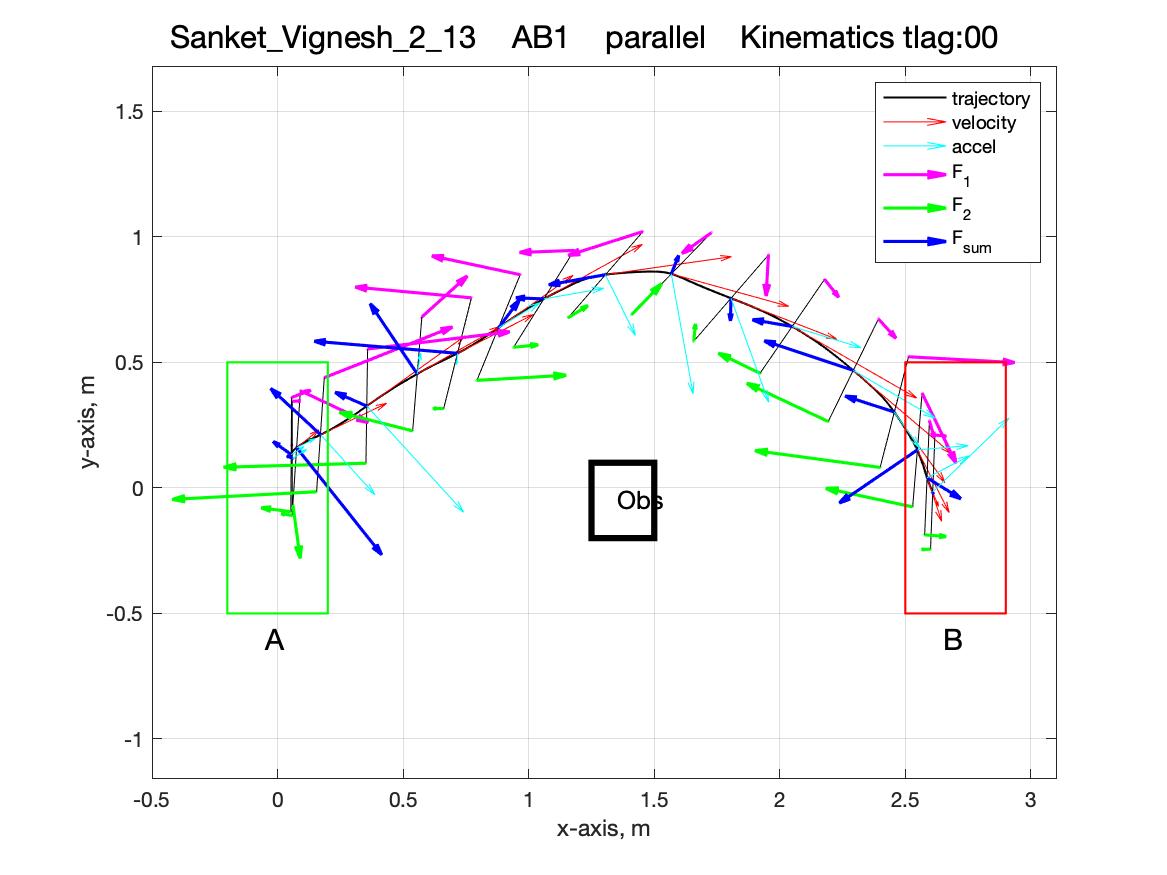 Sanket_Vignesh_2_13    AB1    parallel    Kinematics tlag:00
trajectory
velocity
accel
F1
F2
Fsum
1.5
1
0.5
0
-0.5
-1
y-axis, m
Obs
A
B
-0.5
0
0.5
1
1.5
2
2.5
3
x-axis, m